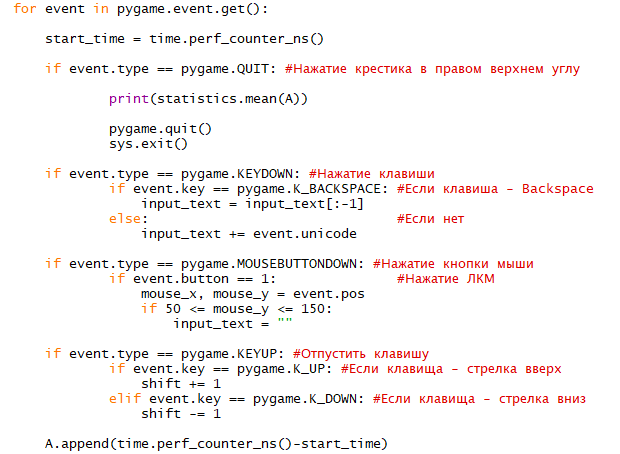 for event in pygame.event.get():
start_time = time.perf_counter_ns()
if event.type == pygame.QUIT: #Нажатие крестика в правом верхнем углу
print(statistics.mean(A))
pygame.quit()
sys.exit()
if event.type == pygame.KEYDOWN: #Нажатие клавиши
if event.key == pygame.K_BACKSPACE: #Если клавиша – Backspace
input_text = input_text[:-1]
else: #Если нет
input_text += event.unicode
if event.type == pygame.MOUSEBUTTONDOWN: #Нажатие кнопки мыши
if event.button == 1: #Нажатие ЛКМ
mouse_x, mouse_y = event.pos
if 50 <= mouse_y <= 150:
input_text = ""
if event.type == pygame.KEYUP: #Отпустить клавишу
if event.key == pygame.K_UP: #Если клавища – стрелка вверх
shift += 1
elif event.key == pygame.K_DOWN: #Если клавища – стрелка вниз
shift -= 1
A.append(time.perf_counter_ns()-start_time)